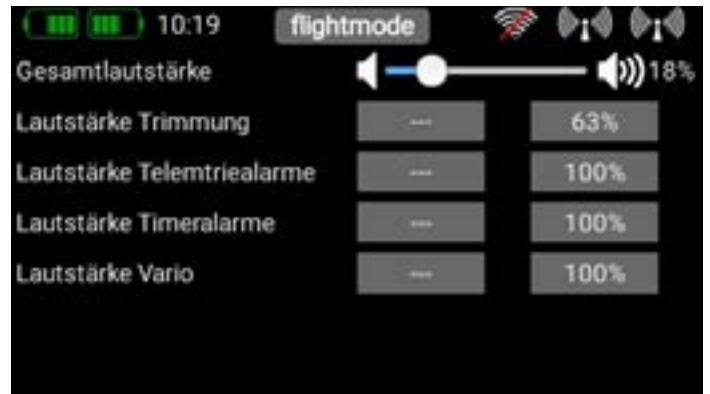 10:19 flightmode
Gesamtlautstärke 18%
Lautstärke Trimmung --- 63%
Lautstärke Telemtriealarme --- 100%
Lautstärke Timeralarme --- 100%
Lautstärke Vario --- 100%